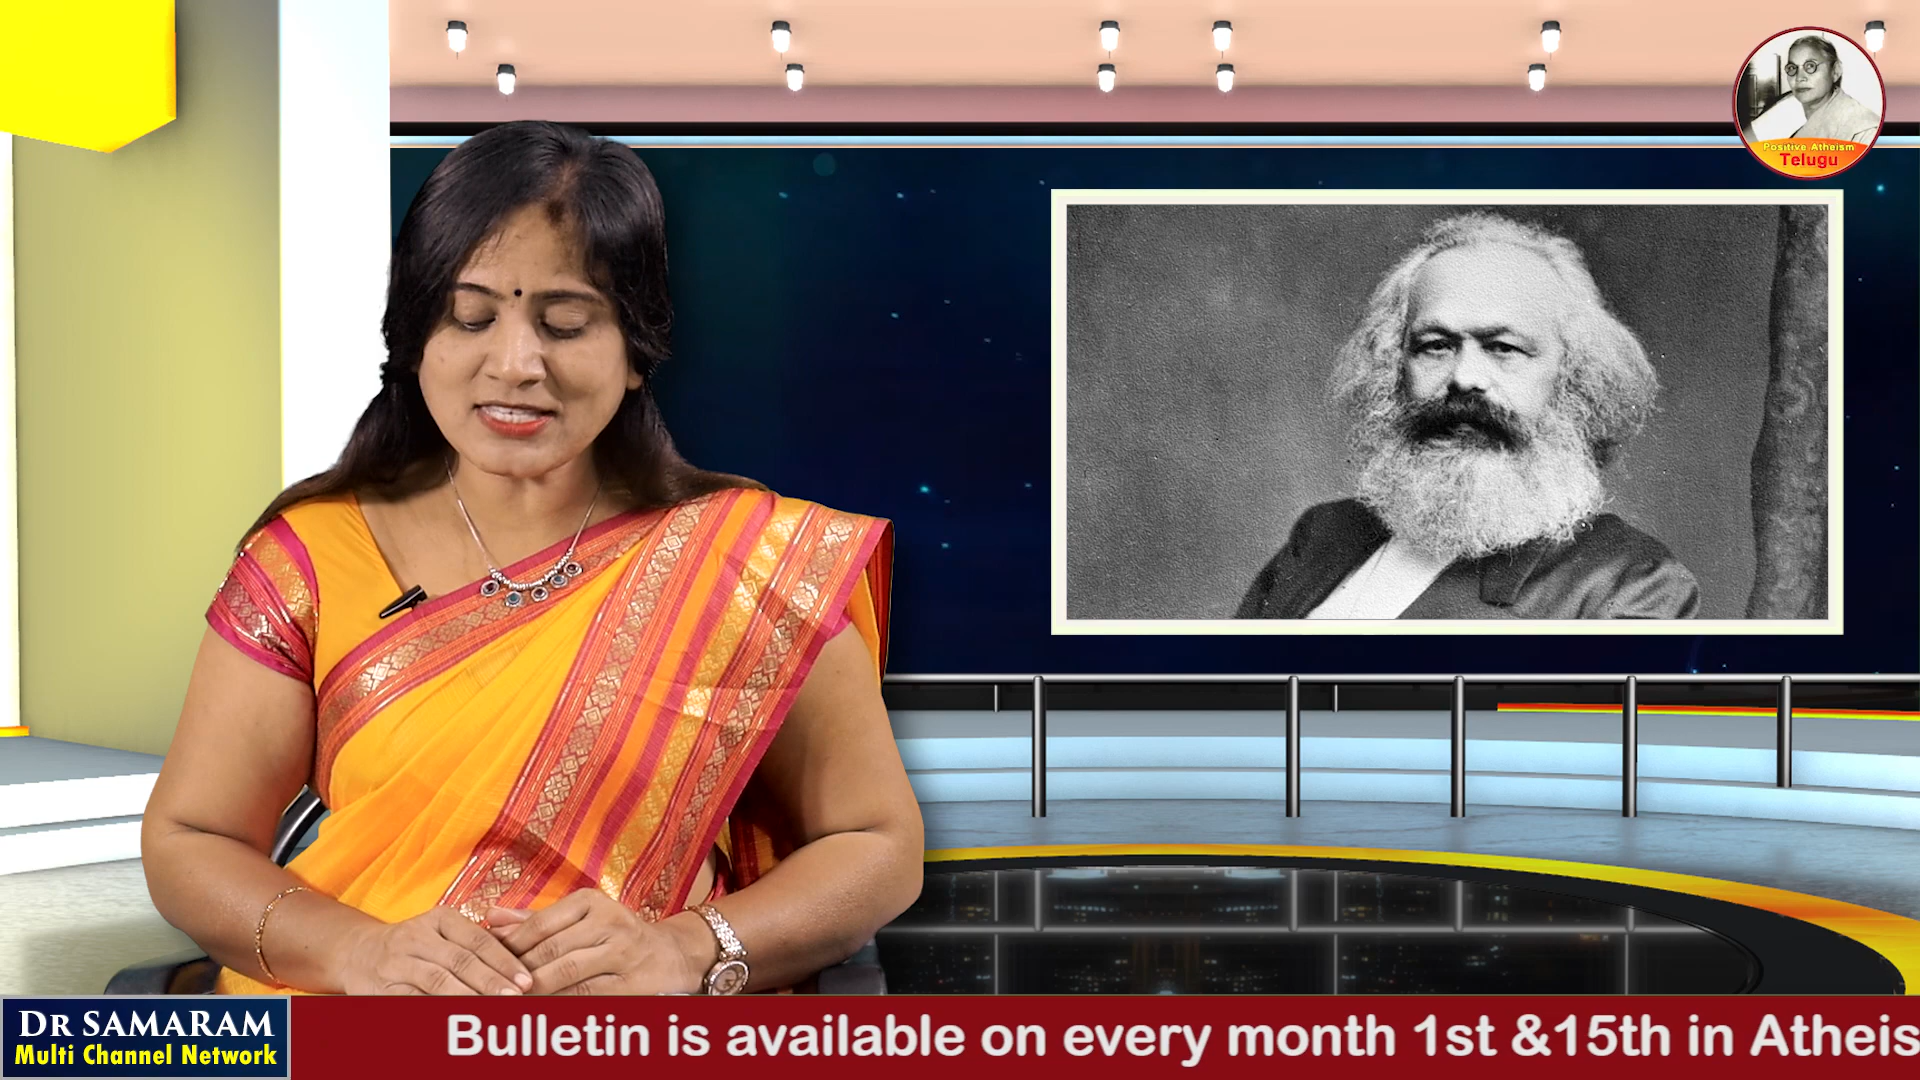 Positive Atheism
Telugu
DR SAMARAM
Multi Channel Network
Bulletin is available on every month 1st &15th in Atheis